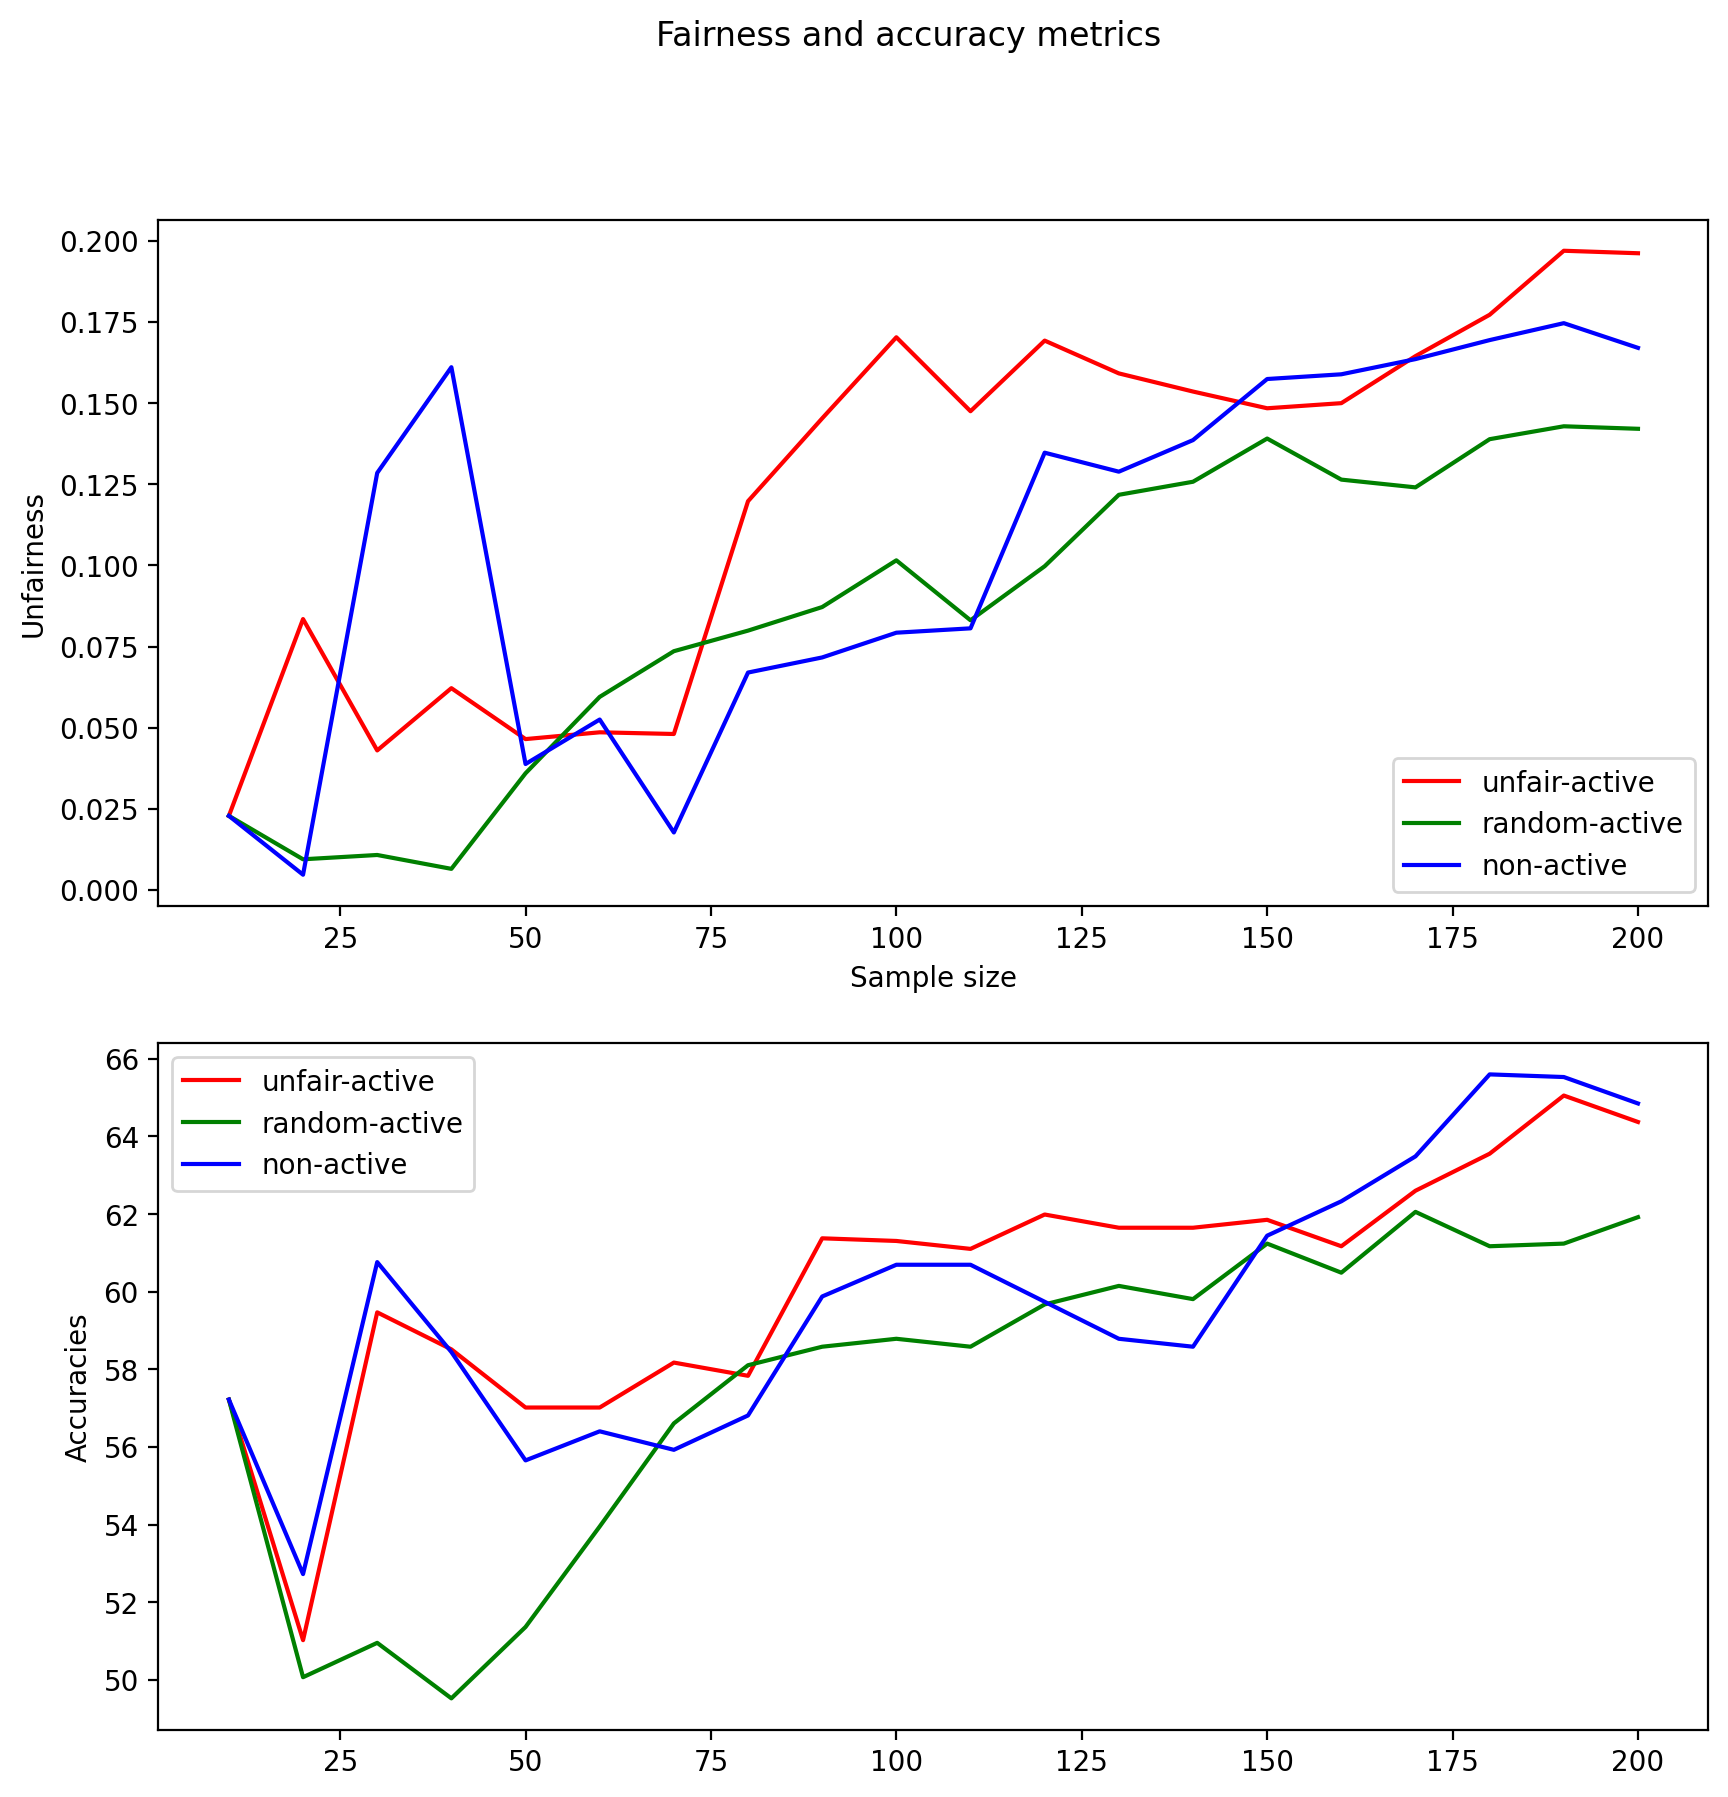 Fairness and accuracy metrics
0.200
0.175
0.150
0.125
0.100
0.075
0.050
0.025
0.000
Unfairness
unfair-active
random-active
non-active
25 50 75 100 125 150 175 200
Sample size
66
64
62
60
58
56
54
52
50
Accuracies
unfair-active
random-active
non-active
25 50 75 100 125 150 175 200